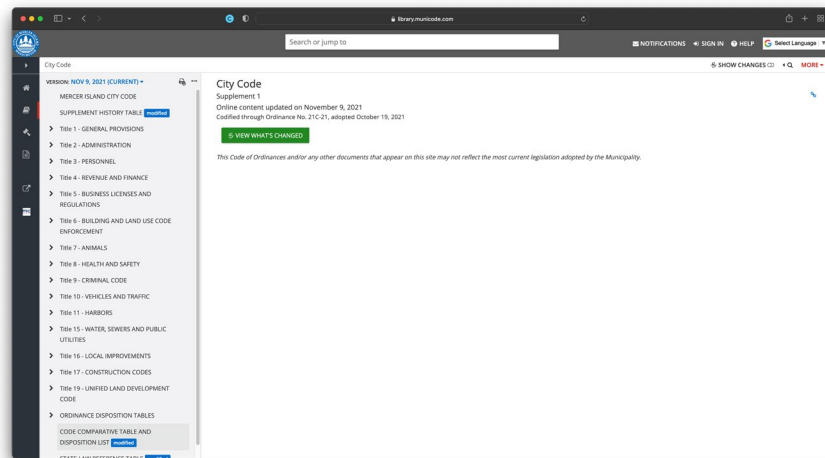 library.municode.com
Search or jump to
NOTIFICATIONS
SIGN IN
HELP
G Select Language
City Code
SHOW CHANGES
MORE
VERSION: NOV 9, 2021 (CURRENT)
MERCER ISLAND CITY CODE
SUPPLEMENT HISTORY TABLE modified
Title 1 - GENERAL PROVISIONS
Title 2 - ADMINISTRATION
Title 3 - PERSONNEL
Title 4 - REVENUE AND FINANCE
Title 5 - BUSINESS LICENSES AND
REGULATIONS
Title 6 - BUILDING AND LAND USE CODE
ENFORCEMENT
Title 7 - ANIMALS
Title 8 - HEALTH AND SAFETY
Title 9 - CRIMINAL CODE
Title 10 - VEHICLES AND TRAFFIC
Title 11 - HARBORS
Title 15 - WATER, SEWERS AND PUBLIC
UTILITIES
Title 16 - LOCAL IMPROVEMENTS
Title 17 - CONSTRUCTION CODES
Title 19 - UNIFIED LAND DEVELOPMENT
CODE
ORDINANCE DISPOSITION TABLES
CODE COMPARATIVE TABLE AND
DISPOSITION LIST modified
STATE LAW REFERENCE TABLE
City Code
Supplement 1
Online content updated on November 9, 2021
Codified through Ordinance No. 21C-21, adopted October 19, 2021
VIEW WHAT'S CHANGED
This Code of Ordinances and/or any other documents that appear on this site may not reflect the most current legislation adopted by the Municipality.